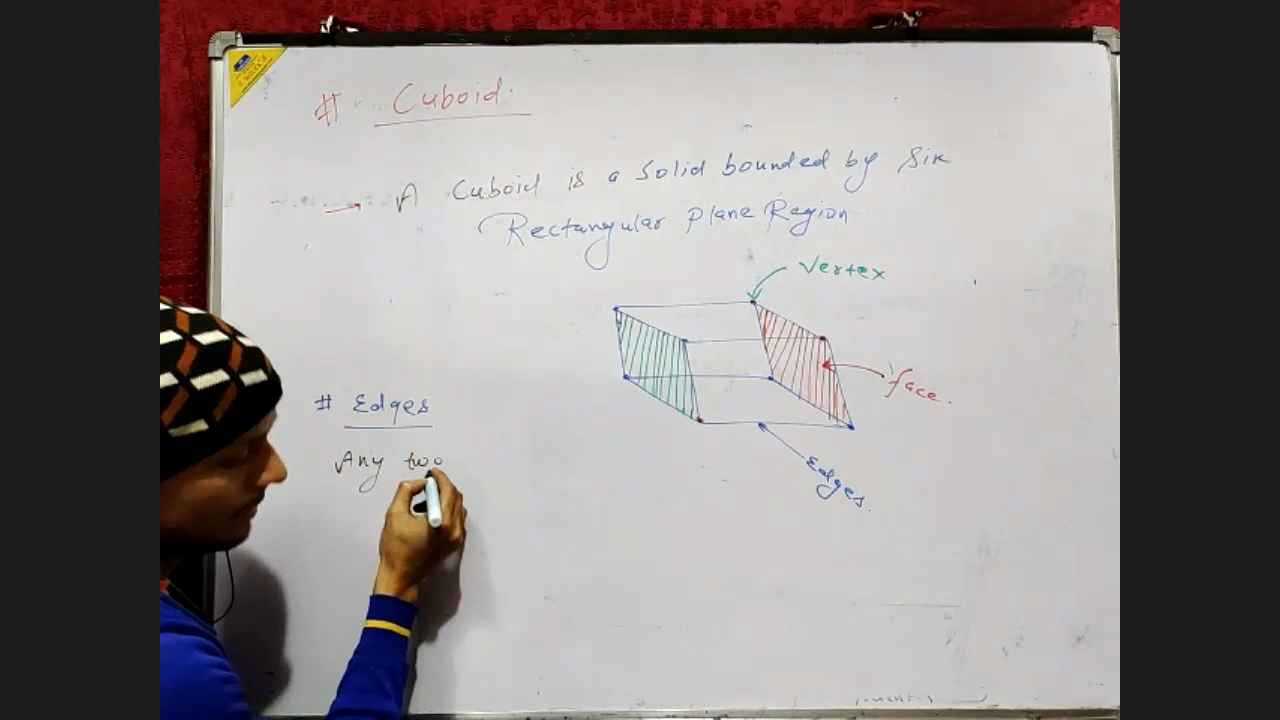 # Cuboid.
→ A Cuboid is a Solid bounded by Six
Rectangular plane Region
Vertex
face.
Edges.
# Edges
Any two